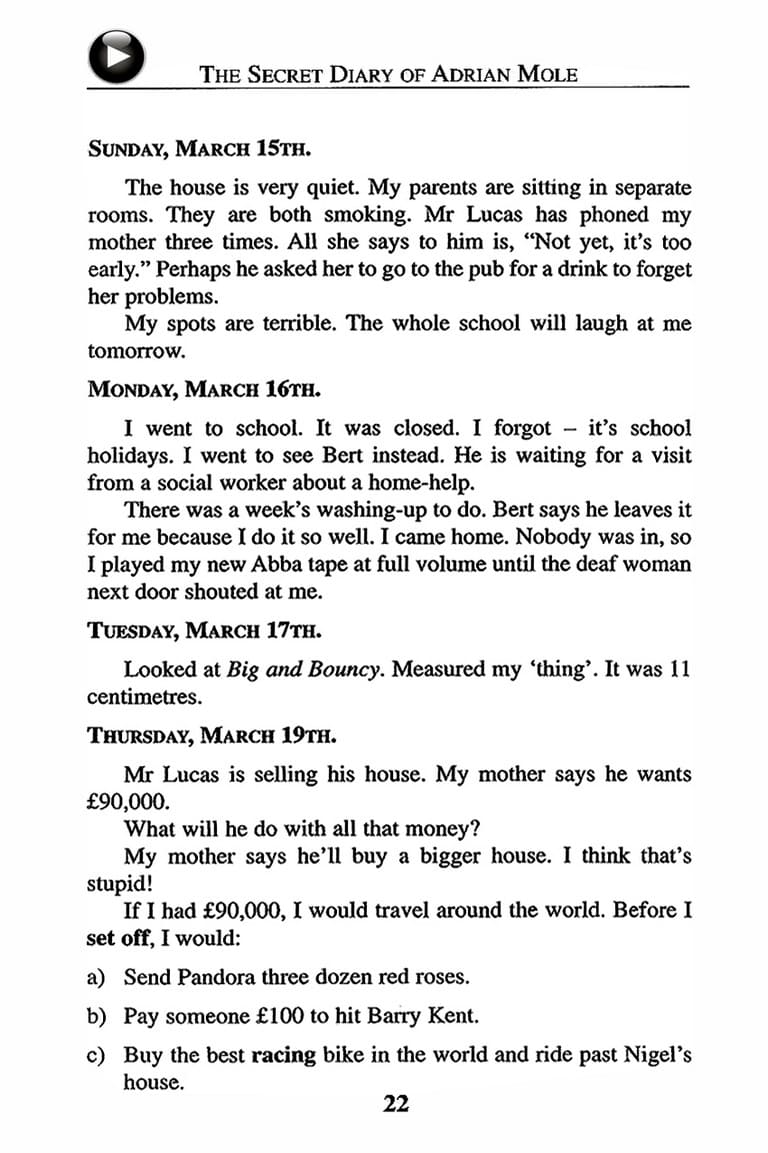 THE SECRET DIARY OF ADRIAN MOLE
SUNDAY, MARCH 15TH.
The house is very quiet. My parents are sitting in separate
rooms. They are both smoking. Mr Lucas has phoned my
mother three times. All she says to him is, “Not yet, it’s too
early.” Perhaps he asked her to go to the pub for a drink to forget
her problems.
My spots are terrible. The whole school will laugh at me
tomorrow.
MONDAY, MARCH 16TH.
I went to school. It was closed. I forgot – it’s school
holidays. I went to see Bert instead. He is waiting for a visit
from a social worker about a home-help.
There was a week’s washing-up to do. Bert says he leaves it
for me because I do it so well. I came home. Nobody was in, so
I played my new Abba tape at full volume until the deaf woman
next door shouted at me.
TUESDAY, MARCH 17TH.
Looked at Big and Bouncy. Measured my ‘thing’. It was 11
centimetres.
THURSDAY, MARCH 19TH.
Mr Lucas is selling his house. My mother says he wants
£90,000.
What will he do with all that money?
My mother says he’ll buy a bigger house. I think that’s
stupid!
If I had £90,000, I would travel around the world. Before I
set off, I would:
a) Send Pandora three dozen red roses.
b) Pay someone £100 to hit Barry Kent.
c) Buy the best racing bike in the world and ride past Nigel’s
house.
22